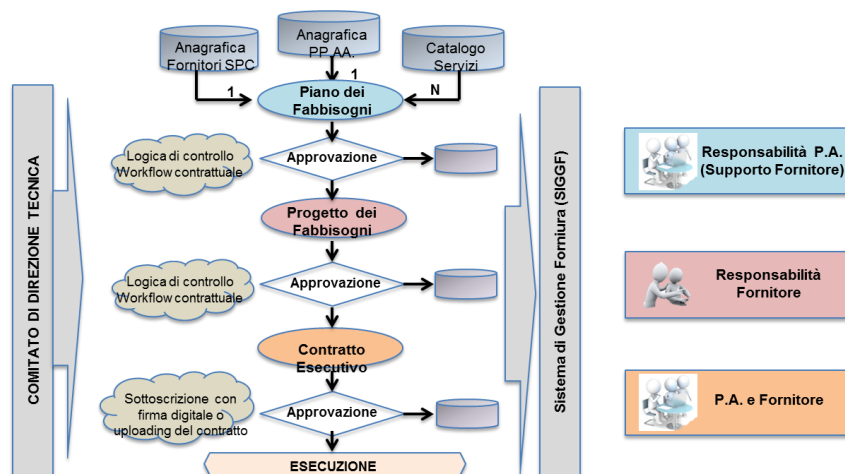 Anagrafica
Fornitori SPC
Anagrafica
PP.AA.
Catalogo
Servizi
1
1
N
Piano dei
Fabbisogni
Logica di controllo
Workflow contrattuale
Approvazione
Progetto dei
Fabbisogni
Logica di controllo
Workflow contrattuale
Approvazione
Contratto
Esecutivo
Sottoscrizione con
firma digitale o
uploading del contratto
Approvazione
ESECUZIONE
COMITATO DI DIREZIONE TECNICA
Sistema di Gestione Forniura (SIGGF)
Responsabilità P.A.
(Supporto Fornitore)
Responsabilità
Fornitore
P.A. e Fornitore